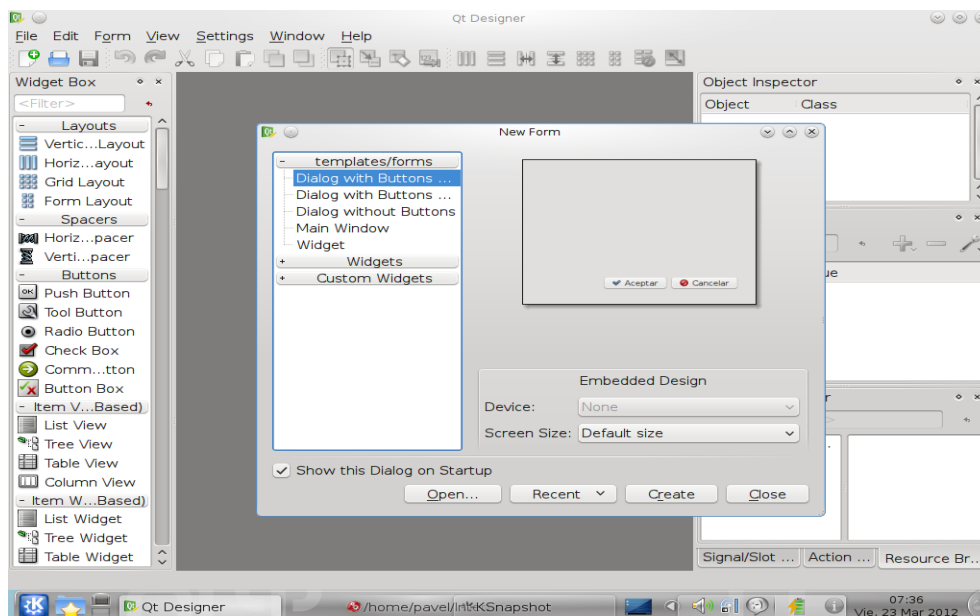 Qt Designer
File Edit Form View Settings Window Help
Widget Box
<Filter>
- Layouts
Vertic...Layout
Horiz...ayout
Grid Layout
Form Layout
- Spacers
Horiz...pacer
Verti...pacer
- Buttons
OK Push Button
Tool Button
Radio Button
Check Box
Comm...tton
Button Box
- Item V...Based)
List View
Tree View
Table View
Column View
- Item W...Based)
List Widget
Tree Widget
Table Widget
New Form
- templates/forms
Dialog with Buttons ...
Dialog with Buttons ...
Dialog without Buttons
Main Window
Widget
+ Widgets
+ Custom Widgets
Aceptar Cancelar
Embedded Design
Device: None
Screen Size: Default size
Show this Dialog on Startup
Open... Recent Create Close
Object Inspector
Object Class
ue
r
>
.
Signal/Slot ... Action ... Resource Br...
Qt Designer
KSnapshot
07:36
Vie. 23 Mar 2012